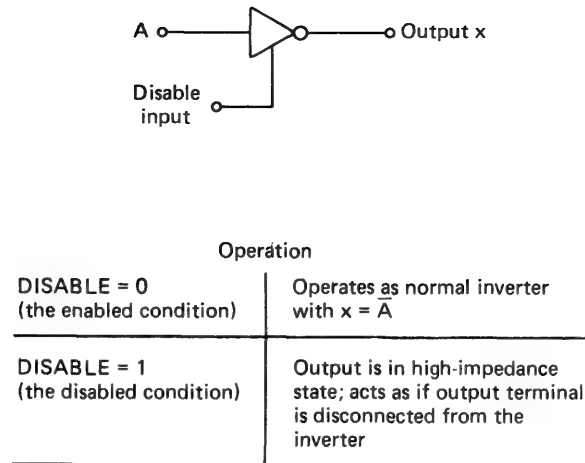 A
Output x
Disable
input
Operation
DISABLE = 0
(the enabled condition)
Operates as normal inverter
with x = A̅
DISABLE = 1
(the disabled condition)
Output is in high-impedance
state; acts as if output terminal
is disconnected from the
inverter